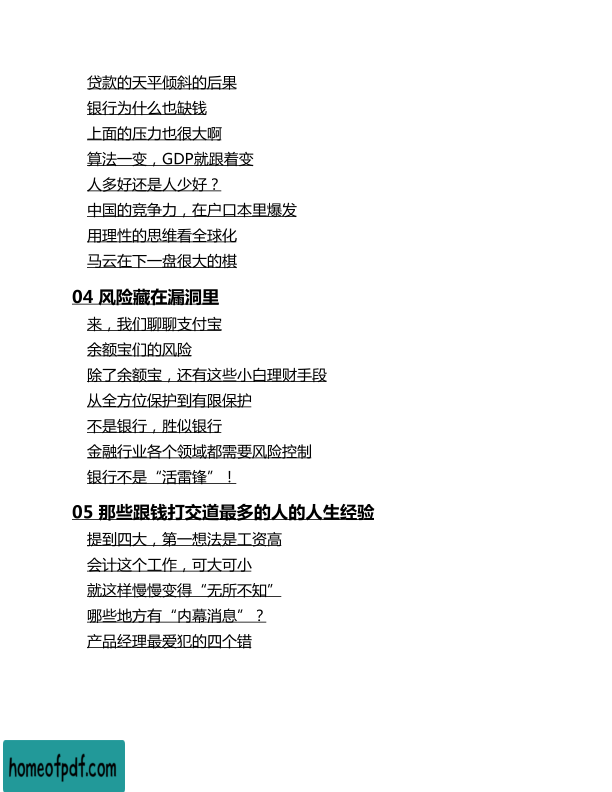 贷款的天平倾斜的后果
银行为什么也缺钱
上面的压力也很大啊
算法一变，GDP就跟着变
人多好还是人少好？
中国的竞争力，在户口本里爆发
用理性的思维看全球化
马云在下一盘很大的棋
04 风险藏在漏洞里
来，我们聊聊支付宝
余额宝们的风险
除了余额宝，还有这些小白理财手段
从全方位保护到有限保护
不是银行，胜似银行
金融行业各个领域都需要风险控制
银行不是“活雷锋”！
05 那些跟钱打交道最多的人的人生经验
提到四大，第一想法是工资高
会计这个工作，可大可小
就这样慢慢变得“无所不知”
哪些地方有“内幕消息”？
产品经理最爱犯的四个错
homeofpdf.com